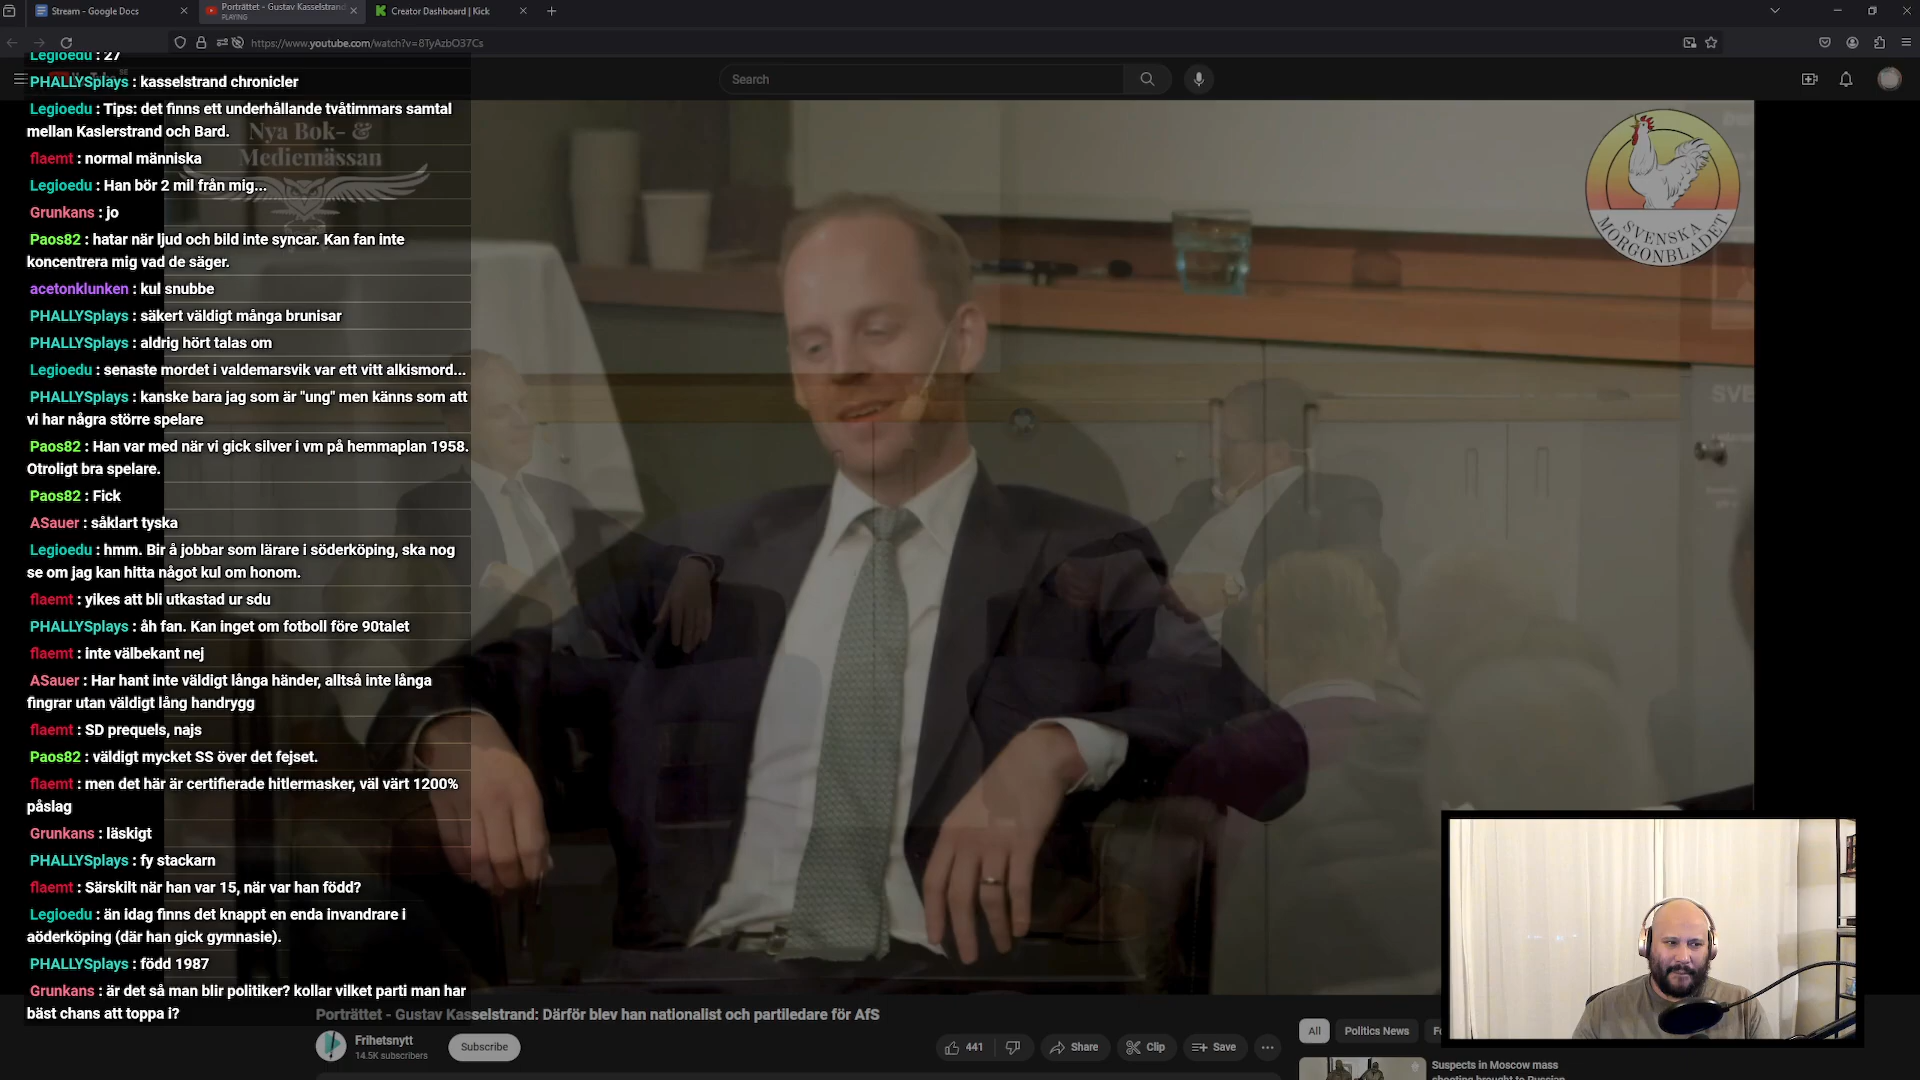 Stream - Google Docs
Porträttet - Gustav Kasselstrand
PLAYING
Creator Dashboard | Kick
https://www.youtube.com/watch?v=8TyAzbO37Cs
Search
Legioedu : 27
PHALLYSplays : kasselstrand chronicler
Legioedu : Tips: det finns ett underhållande tvåtimmars samtal
mellan Kaslerstrand och Bard.
flaemt : normal människa
Legioedu : Han bör 2 mil från mig...
Grunkans : jo
Paos82 : hatar när ljud och bild inte syncar. Kan fan inte
koncentrera mig vad de säger.
acetonklunken : kul snubbe
PHALLYSplays : säkert väldigt många brunisar
PHALLYSplays : aldrig hört talas om
Legioedu : senaste mordet i valdemarsvik var ett vitt alkismord...
PHALLYSplays : kanske bara jag som är "ung" men känns som att
vi har några större spelare
Paos82 : Han var med när vi gick silver i vm på hemmaplan 1958.
Otroligt bra spelare.
Paos82 : Fick
ASauer : såklart tyska
Legioedu : hmm. Bir å jobbar som lärare i söderköping, ska nog
se om jag kan hitta något kul om honom.
flaemt : yikes att bli utkastad ur sdu
PHALLYSplays : åh fan. Kan inget om fotboll före 90talet
flaemt : inte välbekant nej
ASauer : Har hant inte väldigt långa händer, alltså inte långa
fingrar utan väldigt lång handrygg
flaemt : SD prequels, najs
Paos82 : väldigt mycket SS över det fejset.
flaemt : men det här är certifierade hitlermasker, väl värt 1200%
påslag
Grunkans : läskigt
PHALLYSplays : fy stackarn
flaemt : Särskilt när han var 15, när var han född?
Legioedu : än idag finns det knappt en enda invandrare i
aöderköping (där han gick gymnasie).
PHALLYSplays : född 1987
Grunkans : är det så man blir politiker? kollar vilket parti man har
bäst chans att toppa i?
Nya Bok- &
Mediemässan
SVENSKA
MORGONBLADET
SVE
Porträttet - Gustav Kasselstrand: Därför blev han nationalist och partiledare för AfS
Frihetsnytt
14.5K subscribers
Subscribe
441
Share
Clip
Save
All
Politics News
Suspects in Moscow mass
shooting brought to Russian